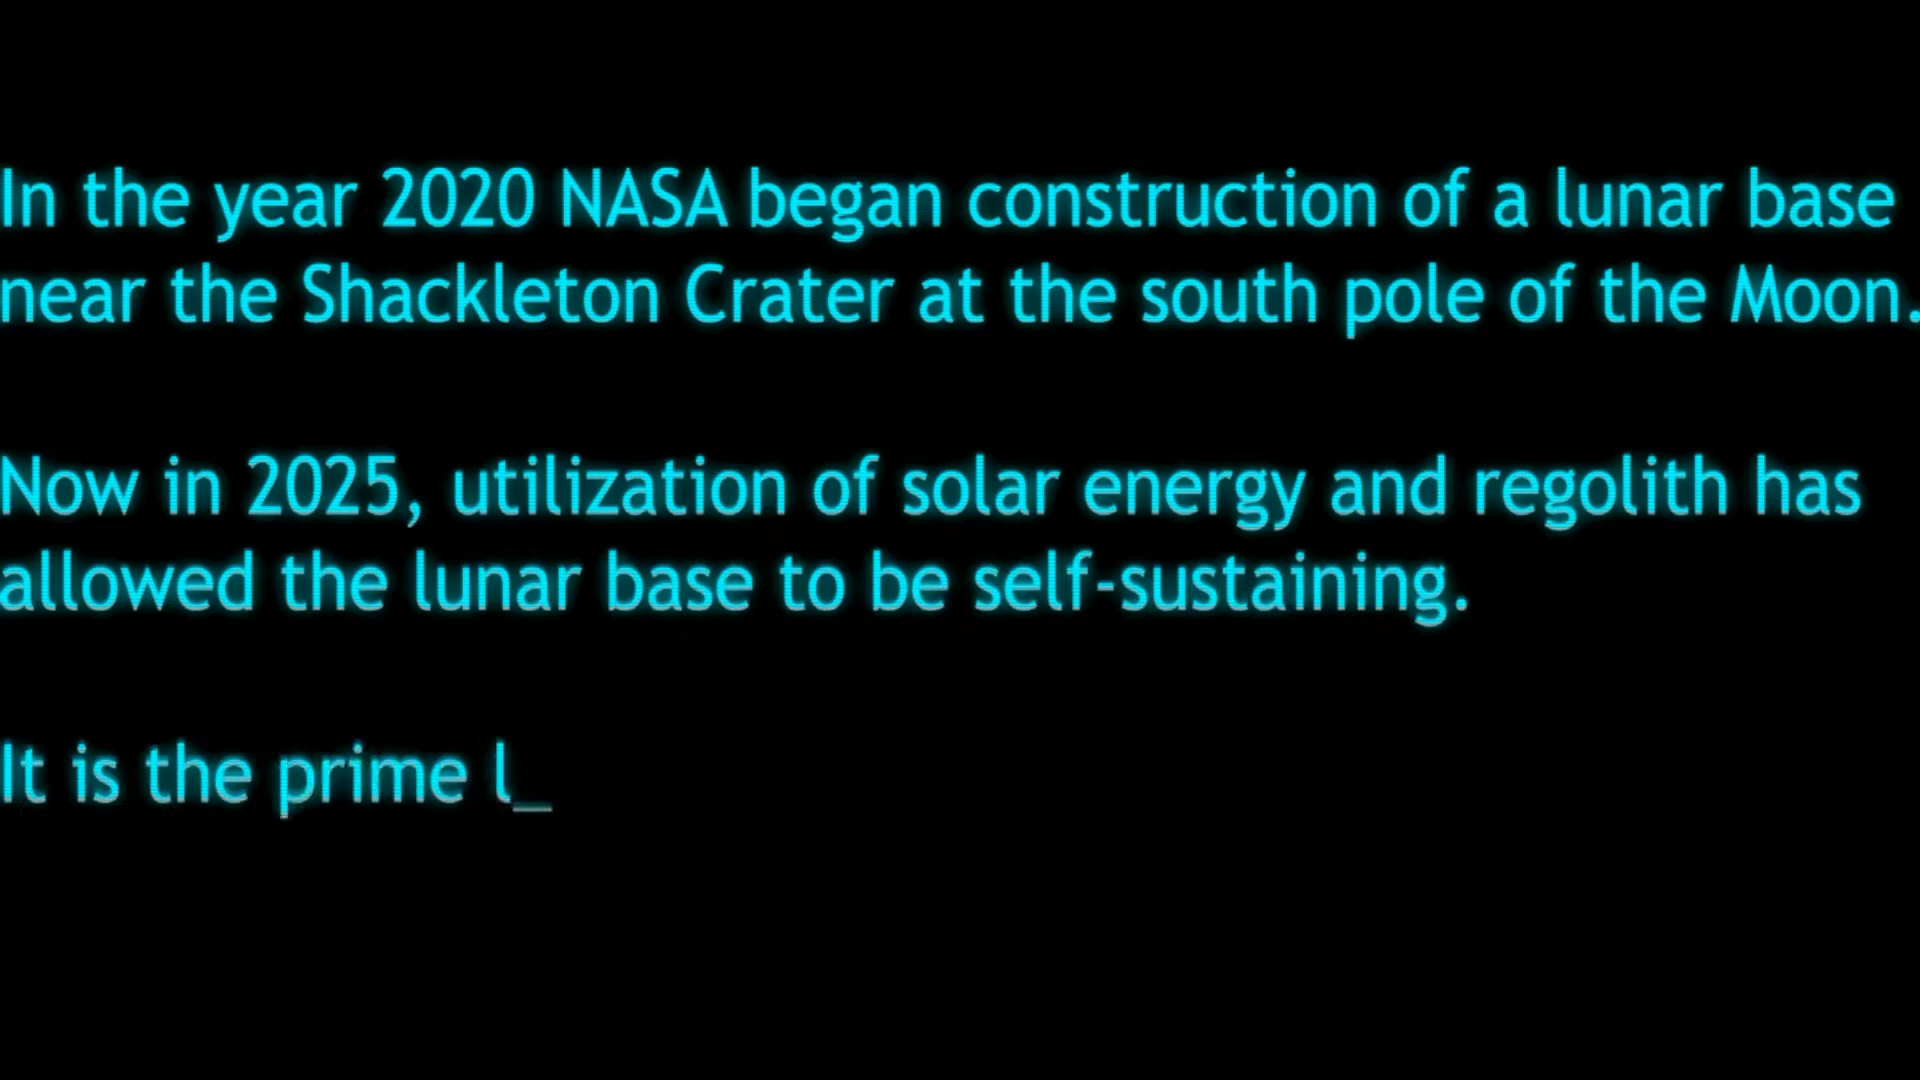 In the year 2020 NASA began construction of a lunar base
near the Shackleton Crater at the south pole of the Moon.
Now in 2025, utilization of solar energy and regolith has
allowed the lunar base to be self-sustaining.
It is the prime l_